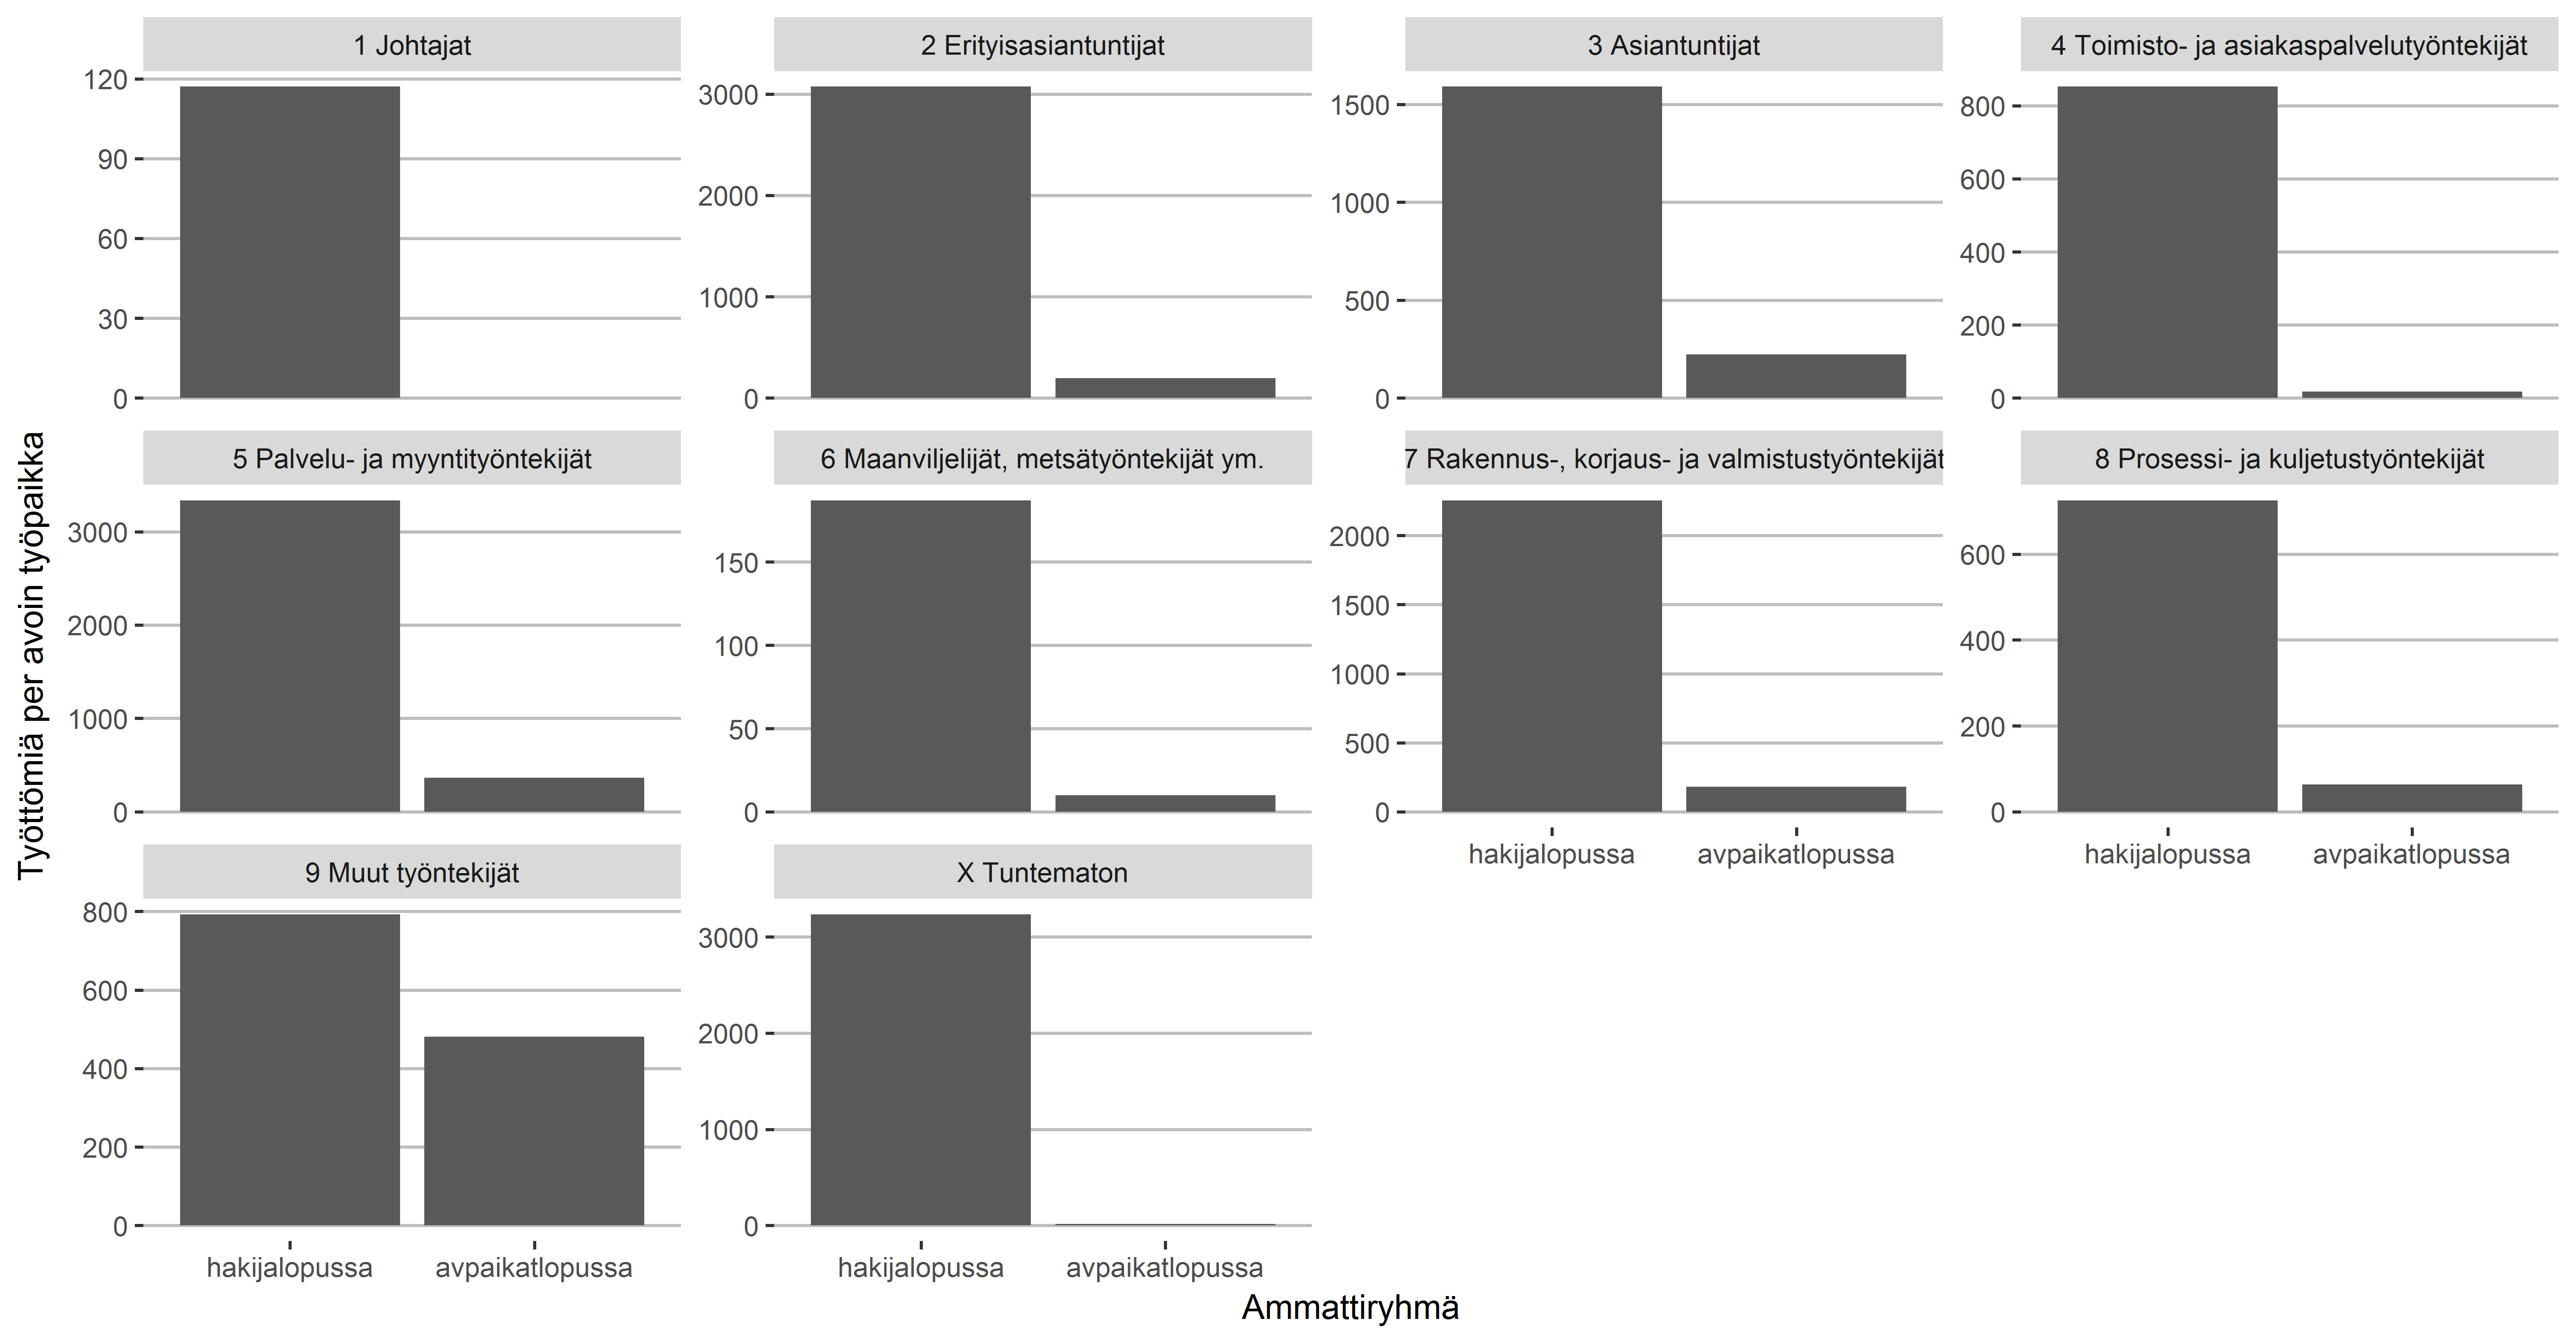 1 Johtajat
2 Erityisasiantuntijat
3 Asiantuntijat
4 Toimisto- ja asiakaspalvelutyöntekijät
120
90
60
30
0
3000
2000
1000
0
1500
1000
500
0
800
600
400
200
0
5 Palvelu- ja myyntityöntekijät
6 Maanviljelijät, metsätyöntekijät ym.
7 Rakennus-, korjaus- ja valmistustyöntekijät
8 Prosessi- ja kuljetustyöntekijät
3000
2000
1000
0
150
100
50
0
2000
1500
1000
500
0
600
400
200
0
hakijalopussa
avpaikatlopussa
hakijalopussa
avpaikatlopussa
9 Muut työntekijät
X Tuntematon
800
600
400
200
0
3000
2000
1000
0
hakijalopussa
avpaikatlopussa
hakijalopussa
avpaikatlopussa
Työttömiä per avoin työpaikka
Ammattiryhmä